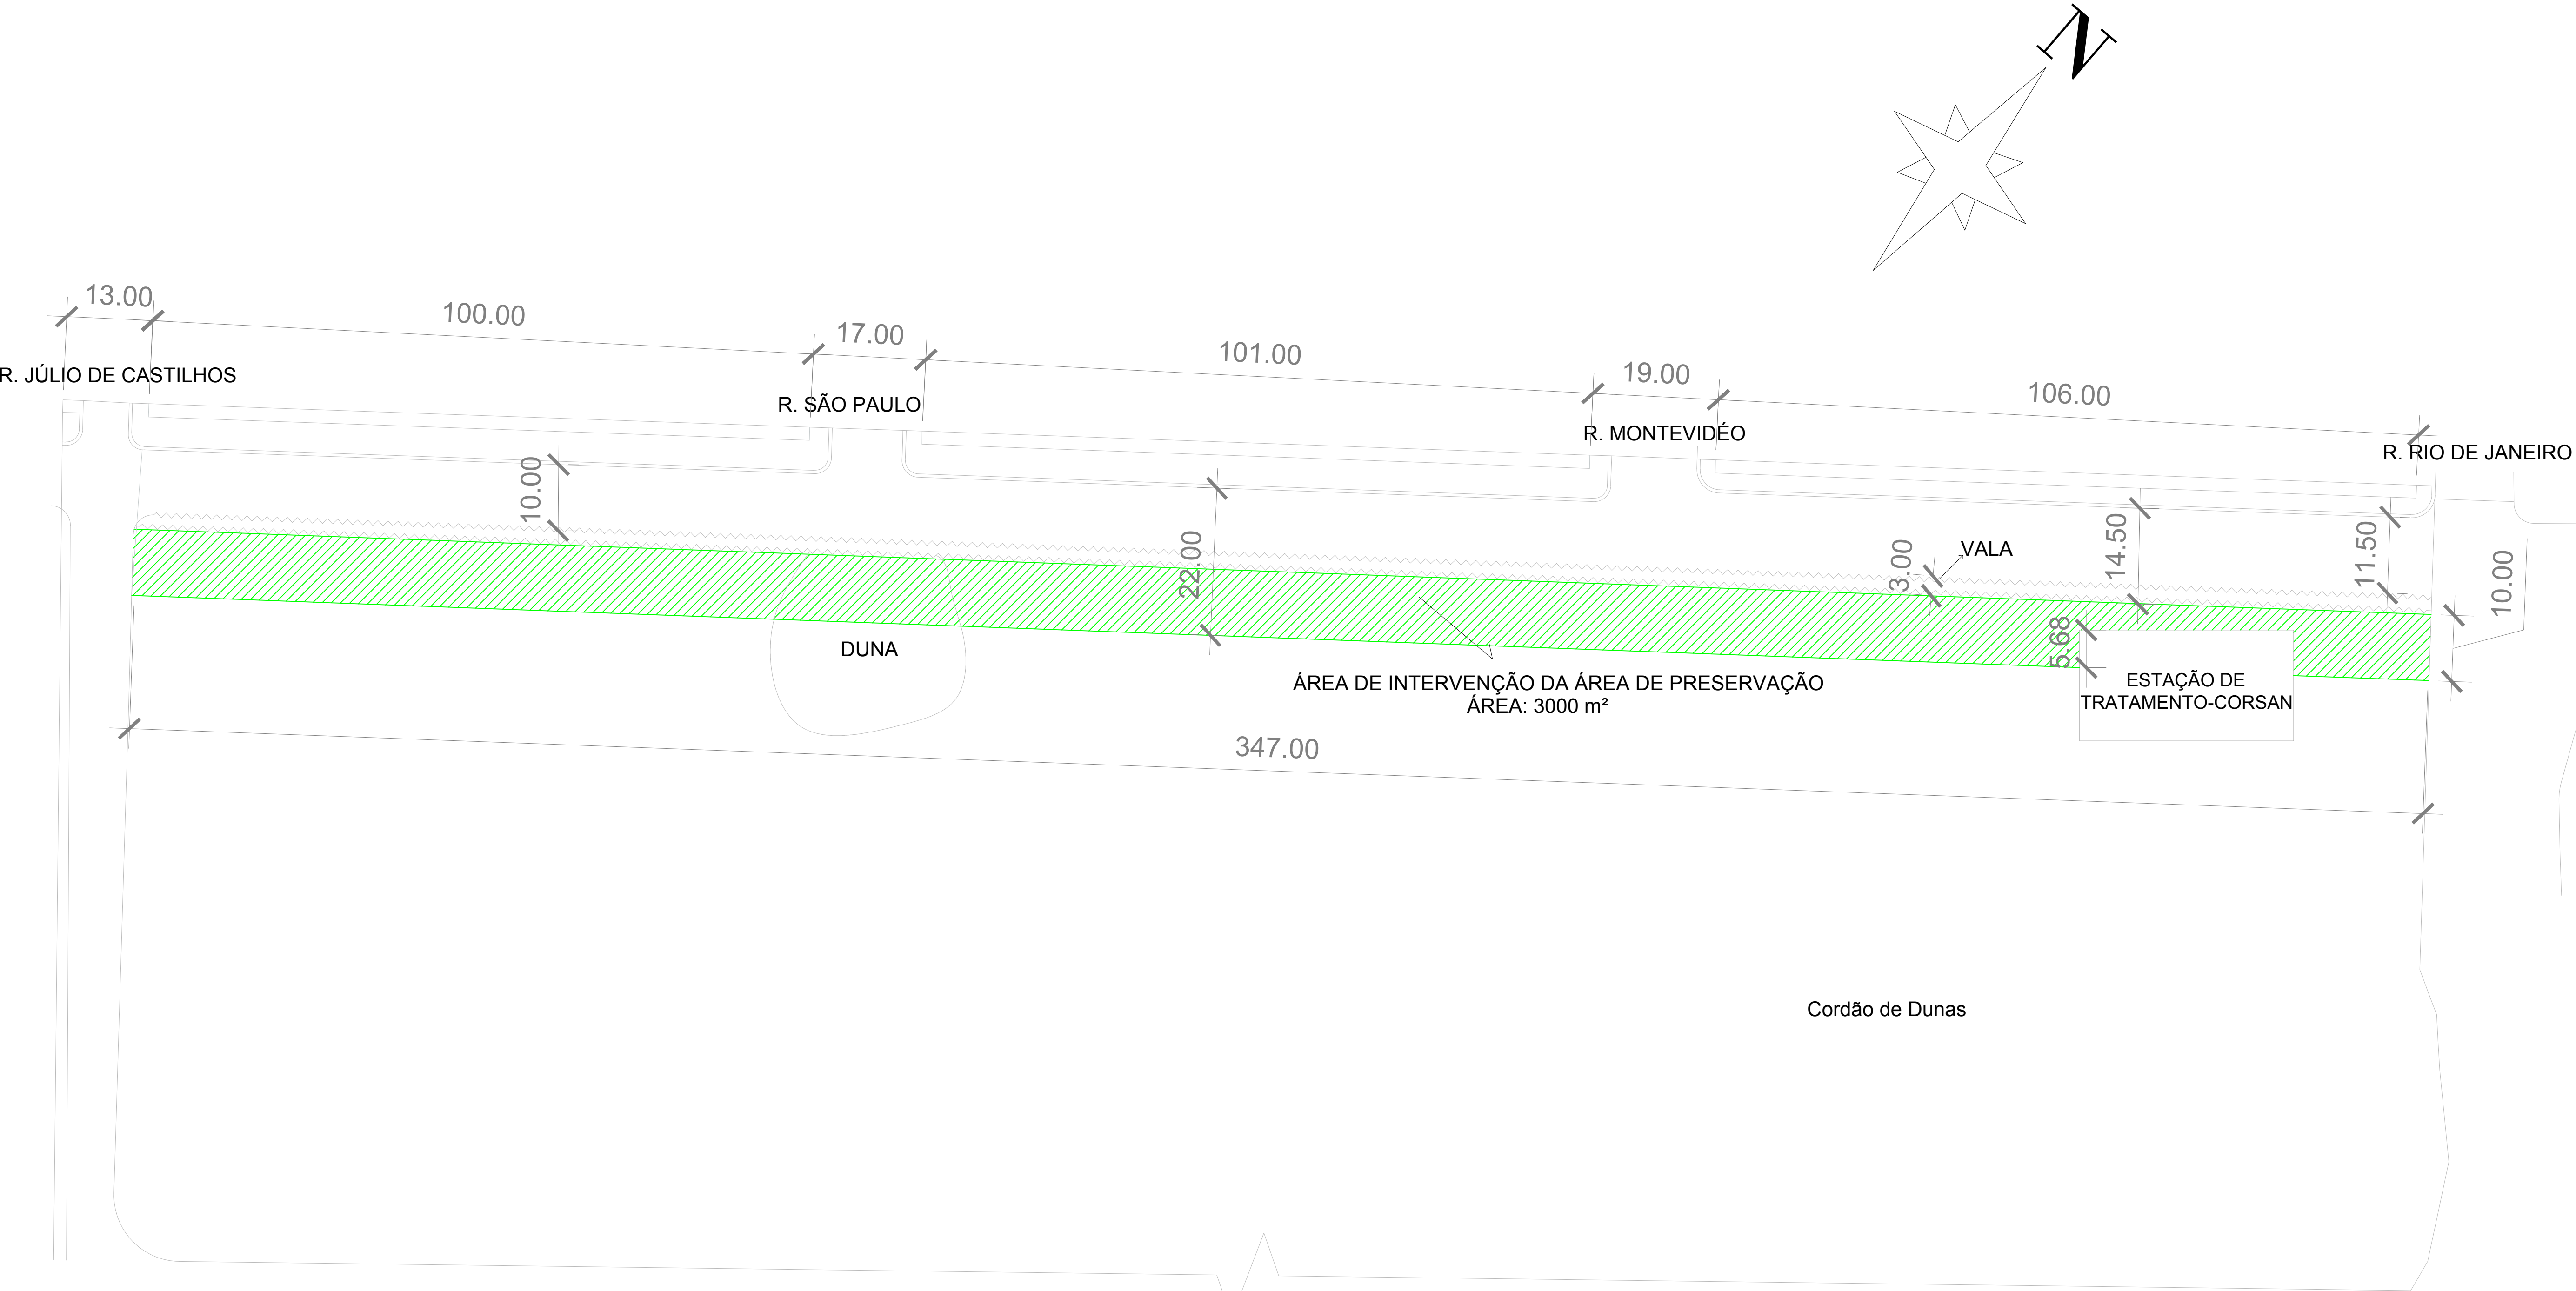 N
13.00
100.00
17.00
101.00
19.00
106.00
R. JÚLIO DE CASTILHOS
R. SÃO PAULO
R. MONTEVIDÉO
R. RIO DE JANEIRO
10.00
22.00
3.00
VALA
14.50
11.50
10.00
5.68
DUNA
ÁREA DE INTERVENÇÃO DA ÁREA DE PRESERVAÇÃO
ÁREA: 3000 m²
ESTAÇÃO DE
TRATAMENTO-CORSAN
347.00
Cordão de Dunas